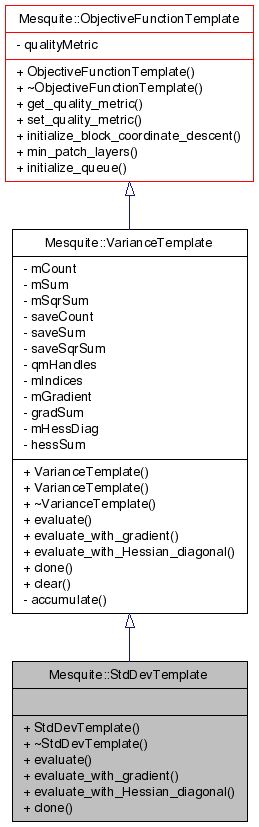 Mesquite::ObjectiveFunctionTemplate
- qualityMetric
+ ObjectiveFunctionTemplate()
+ ~ObjectiveFunctionTemplate()
+ get_quality_metric()
+ set_quality_metric()
+ initialize_block_coordinate_descent()
+ min_patch_layers()
+ initialize_queue()
Mesquite::VarianceTemplate
- mCount
- mSum
- mSqrSum
- saveCount
- saveSum
- saveSqrSum
- qmHandles
- mIndices
- mGradient
- gradSum
- mHessDiag
- hessSum
+ VarianceTemplate()
+ VarianceTemplate()
+ ~VarianceTemplate()
+ evaluate()
+ evaluate_with_gradient()
+ evaluate_with_Hessian_diagonal()
+ clone()
+ clear()
- accumulate()
Mesquite::StdDevTemplate
+ StdDevTemplate()
+ ~StdDevTemplate()
+ evaluate()
+ evaluate_with_gradient()
+ evaluate_with_Hessian_diagonal()
+ clone()